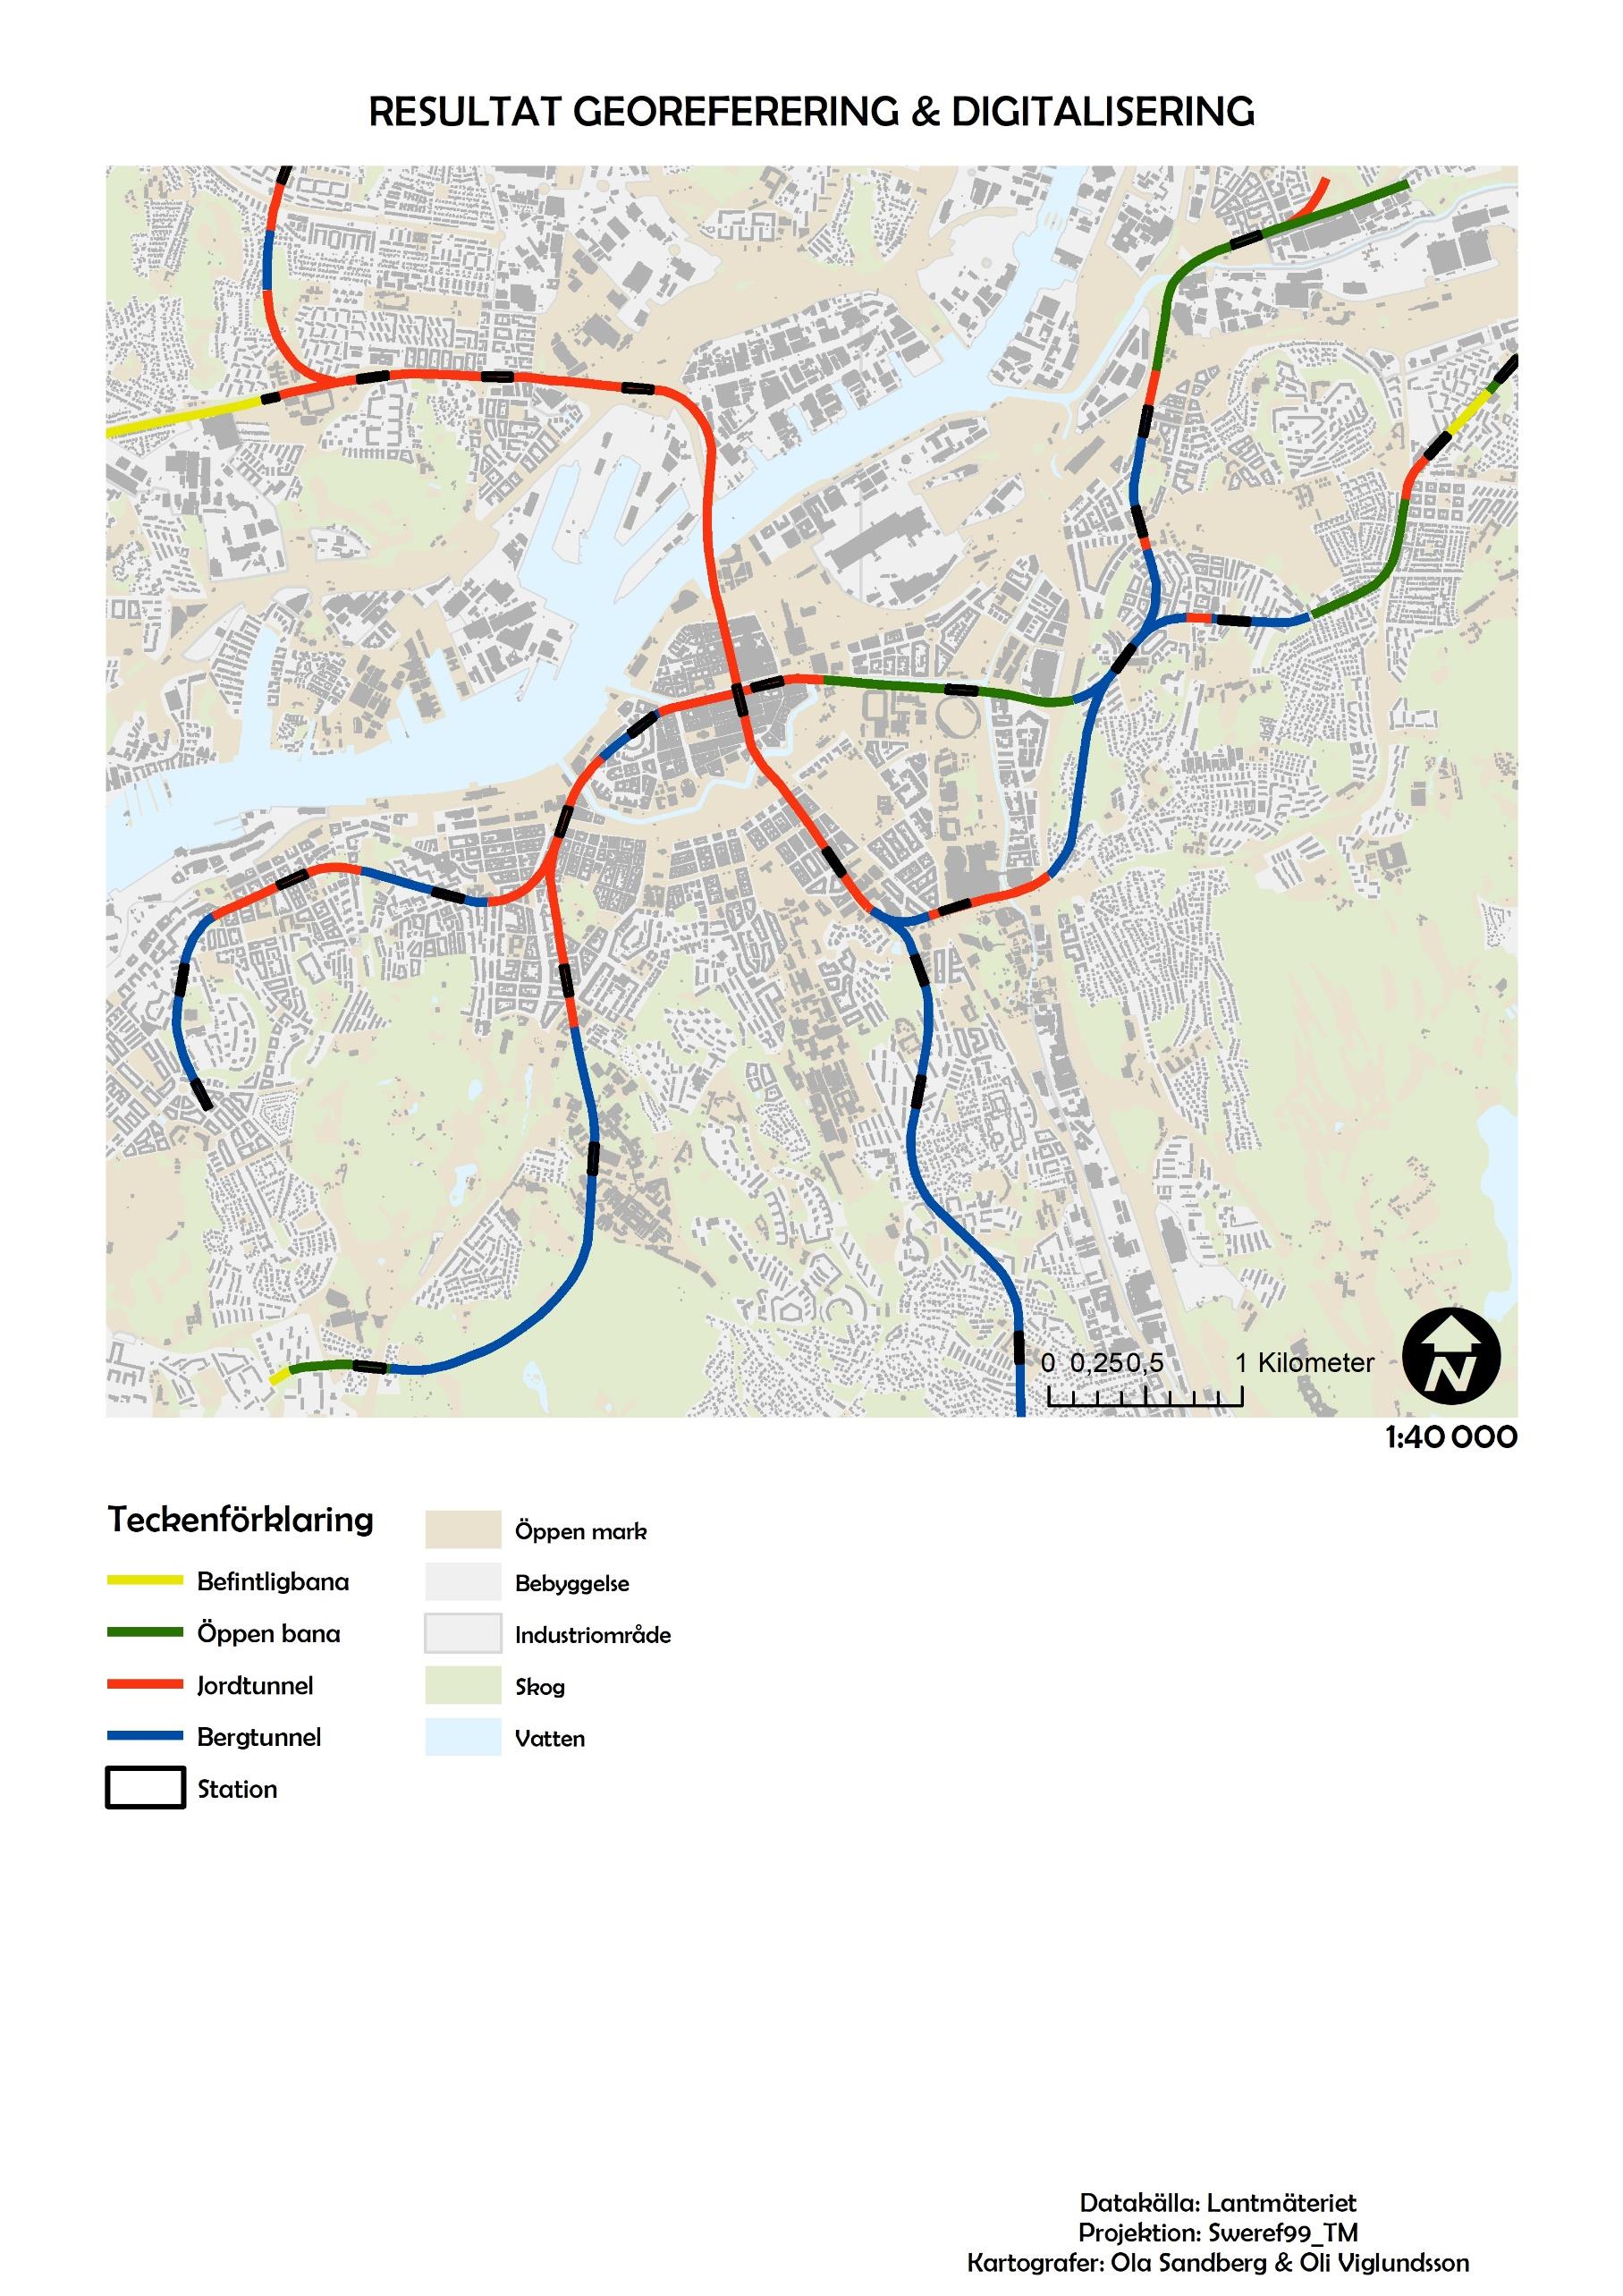 RESULTAT GEOREFERERING & DIGITALISERING
0 0,25 0,5 1 Kilometer
N
1:40 000
Teckenförklaring
Befintligbana
Öppen bana
Jordtunnel
Bergtunnel
Station
Öppen mark
Bebyggelse
Industriområde
Skog
Vatten
Datakälla: Lantmäteriet
Projektion: Sweref99_TM
Kartografer: Ola Sandberg & Oli Viglundsson